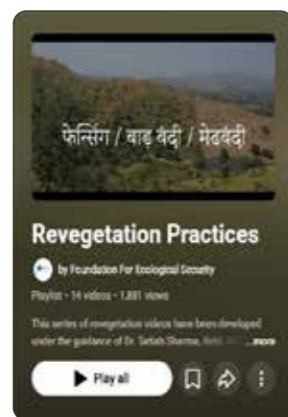 फेन्सिंग / बाड़ बंदी / मेढबंदी
Revegetation Practices
by Foundation For Ecological Security
Playlist • 14 videos • 1,881 views
This series of revegetation videos have been developed
under the guidance of Dr. Satish Sharma, ...more
Play all